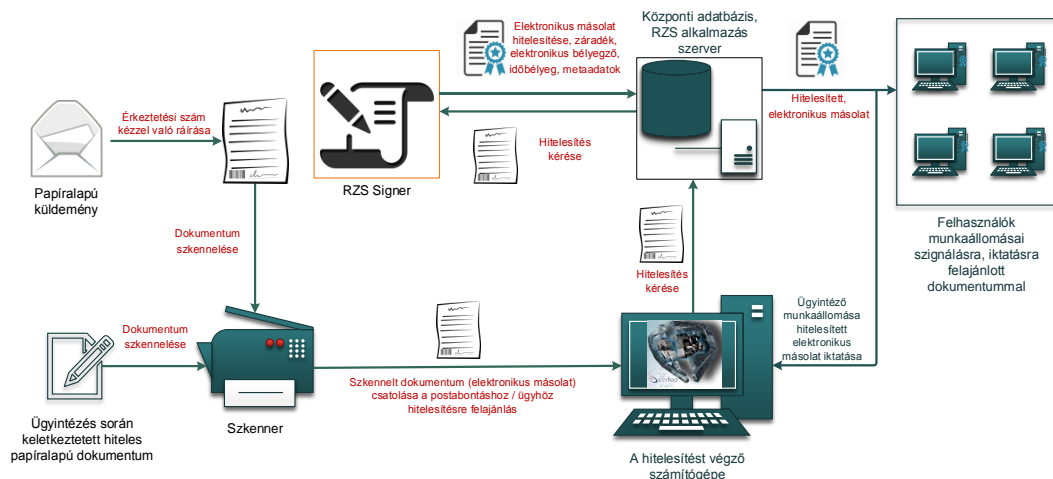 Elektronikus másolat
hitelesítése, záradék,
elektronikus bélyegző,
időbélyeg, metaadatok
Központi adatbázis,
RZS alkalmazás
szerver
Érkeztetési szám
kézzel való ráírása
Hitelesített,
elektronikus másolat
Hitelesítés
kérése
Papíralapú
küldemény
RZS Signer
Dokumentum
szkennelése
Hitelesítés
kérése
Felhasználók
munkaállomásai
szignálásra, iktatásra
felajánlott
dokumentummal
Dokumentum
szkennelése
Ügyintéző
munkaállomása
hitelesített
elektronikus
másolat iktatása
Szkennelt dokumentum (elektronikus másolat)
csatolása a postabontáshoz / ügyhöz
hitelesítésre felajánlás
Ügyintézés során
keletkeztetett hiteles
papíralapú dokumentum
Szkenner
A hitelesítést végző
számítógépe